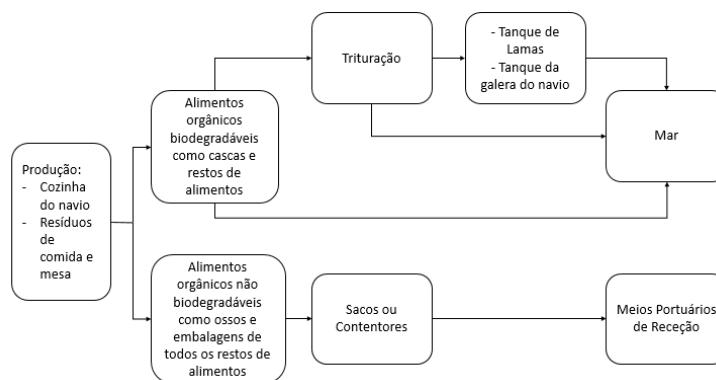 Produção:
- Cozinha
do navio
- Resíduos
de
comida e
mesa
Alimentos
orgânicos
biodegradáveis
como cascas e
restos de
alimentos
Trituração
- Tanque de
Lamas
- Tanque da
galera do navio
Mar
Alimentos
orgânicos não
biodegradáveis
como ossos e
embalagens de
todos os restos de
alimentos
Sacos ou
Contentores
Meios Portuários
de Receção